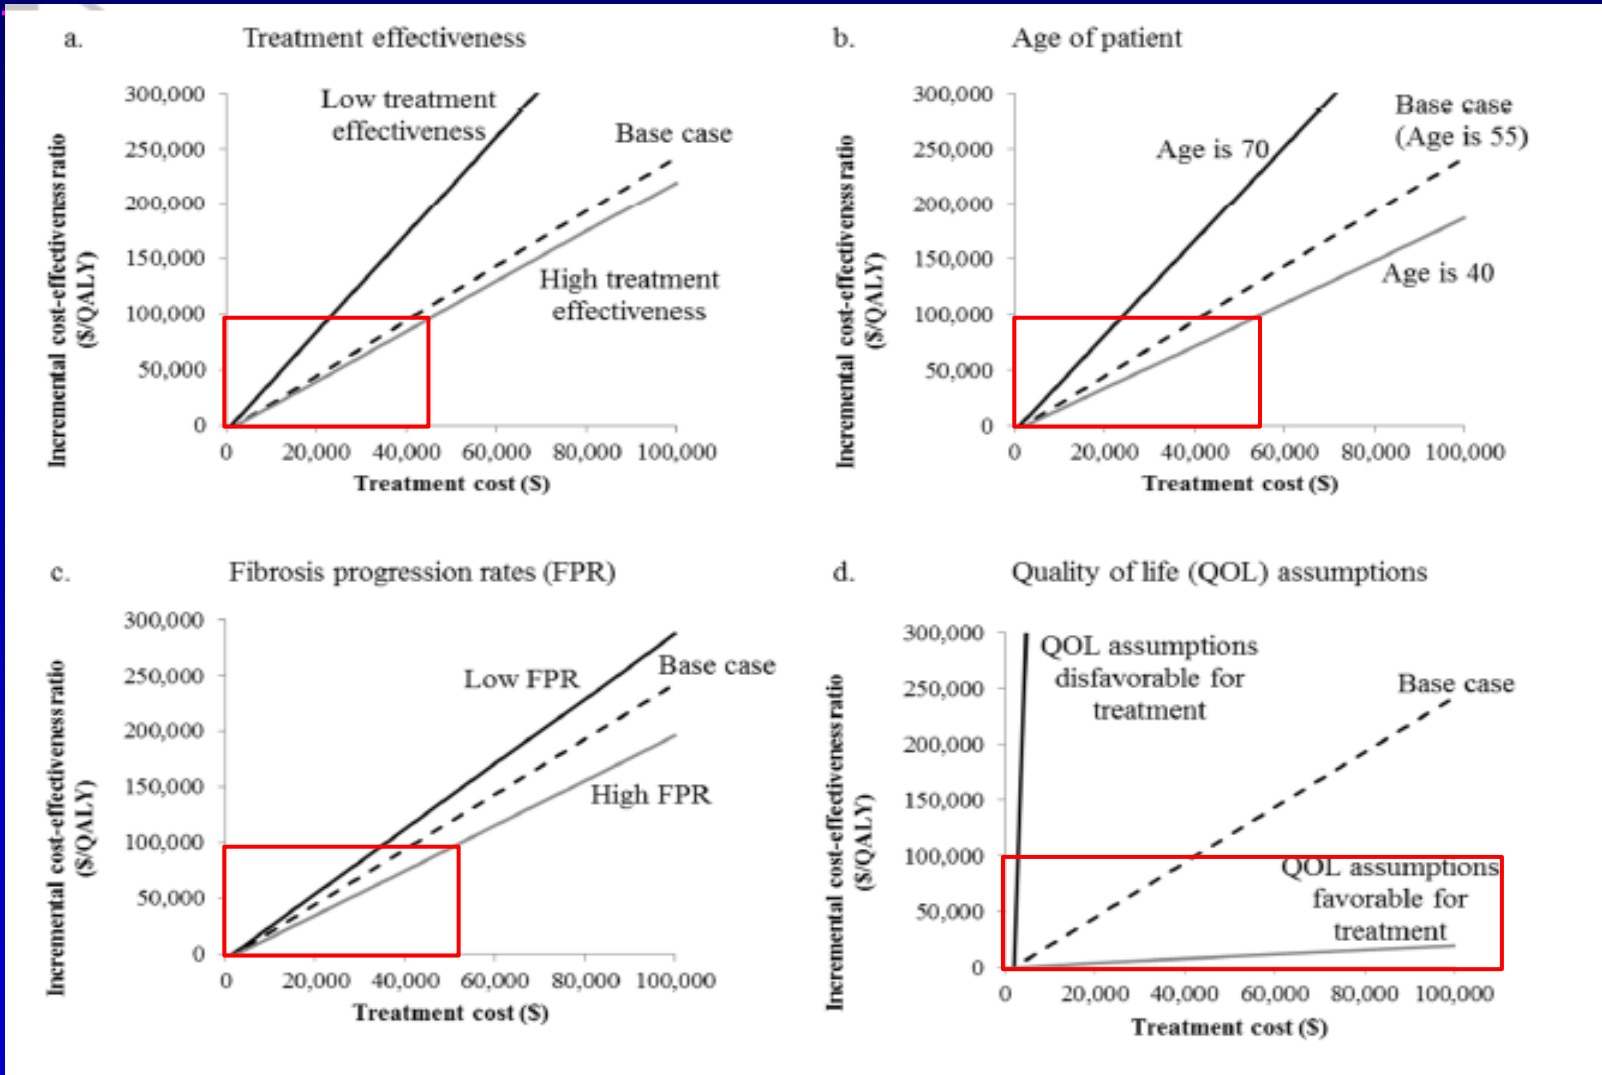 a.
Treatment effectiveness
300,000
250,000
200,000
150,000
100,000
50,000
0
0 20,000 40,000 60,000 80,000 100,000
Incremental cost-effectiveness ratio
($/QALY)
Treatment cost ($)
Low treatment
effectiveness
Base case
High treatment
effectiveness
b.
Age of patient
300,000
250,000
200,000
150,000
100,000
50,000
0
0 20,000 40,000 60,000 80,000 100,000
Incremental cost-effectiveness ratio
($/QALY)
Treatment cost ($)
Age is 70
Base case
(Age is 55)
Age is 40
c.
Fibrosis progression rates (FPR)
300,000
250,000
200,000
150,000
100,000
50,000
0
0 20,000 40,000 60,000 80,000 100,000
Incremental cost-effectiveness ratio
($/QALY)
Treatment cost ($)
Low FPR
Base case
High FPR
d.
Quality of life (QOL) assumptions
300,000
250,000
200,000
150,000
100,000
50,000
0
0 20,000 40,000 60,000 80,000 100,000
Incremental cost-effectiveness ratio
($/QALY)
Treatment cost ($)
QOL assumptions
disfavorable for
treatment
Base case
QOL assumptions
favorable for
treatment